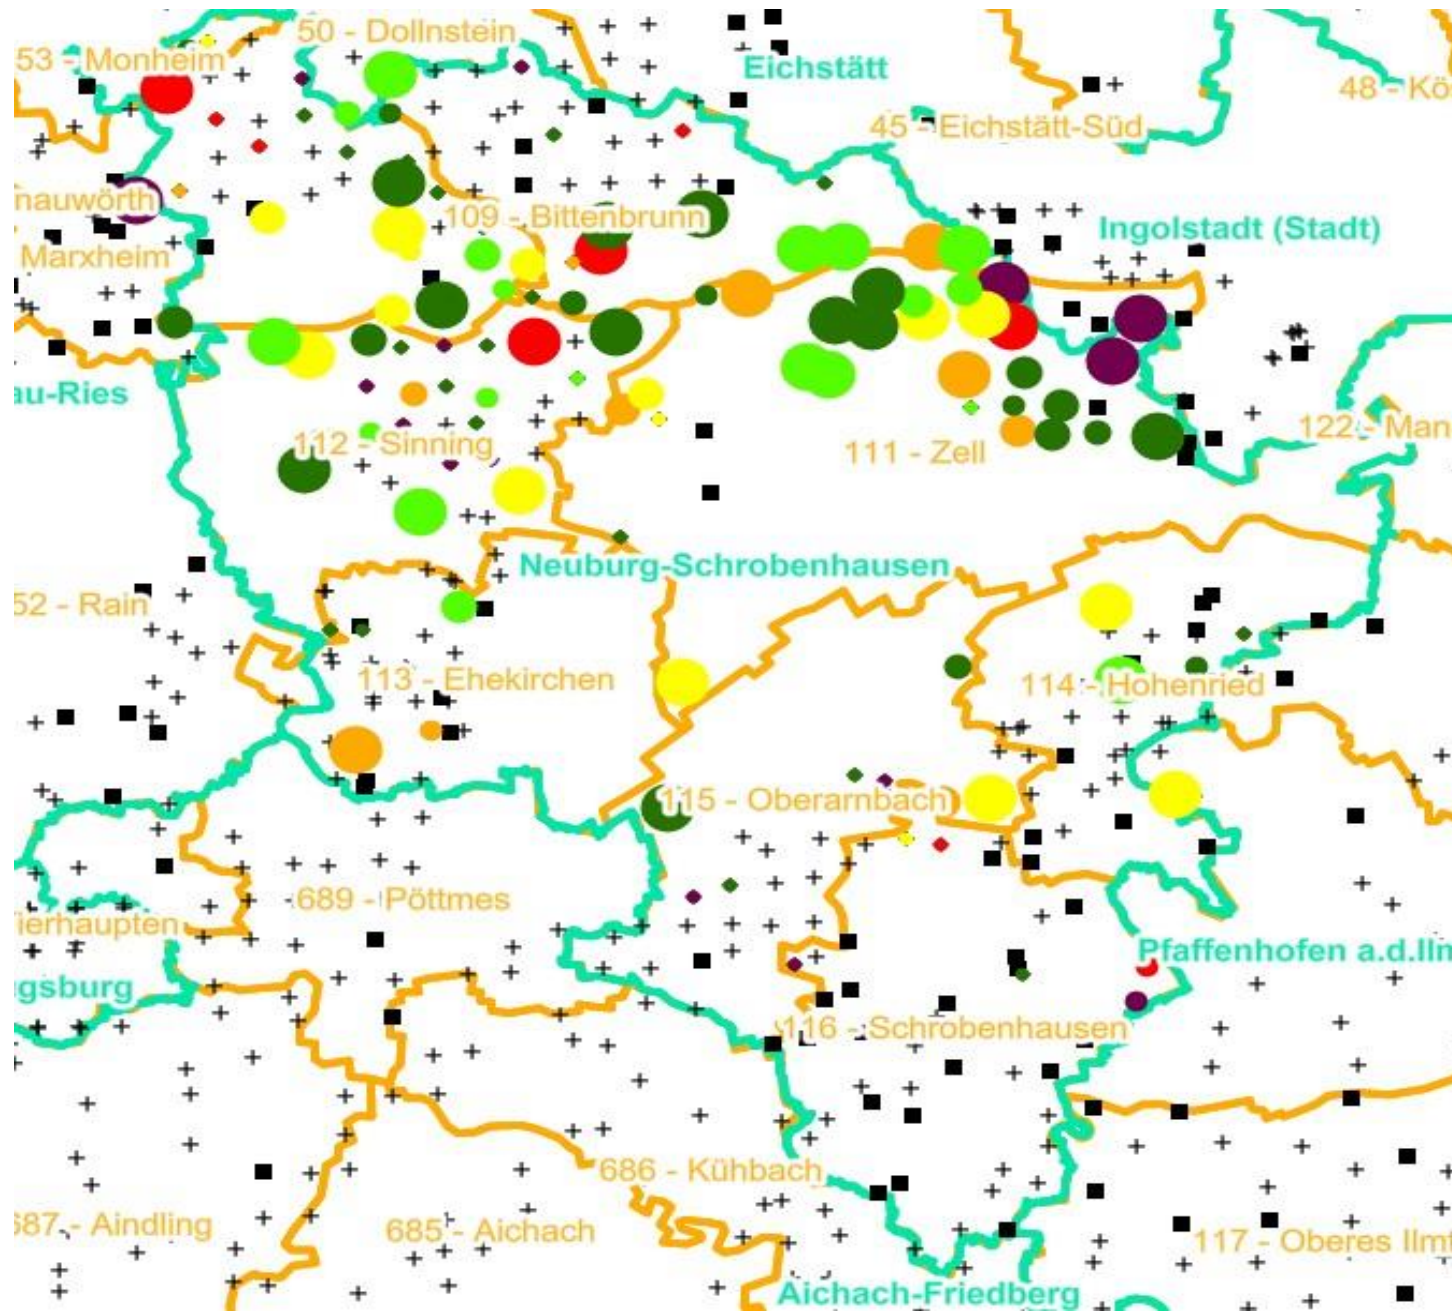 50 - Dollnstein
53 - Monheim
Eichstätt
48 - Kö
45 - Eichstätt-Süd
nauwörth
109 - Bittenbrunn
Ingolstadt (Stadt)
Marxheim
au-Ries
112 - Sinning
111 - Zell
122 - Man
Neuburg-Schrobenhausen
52 - Rain
113 - Ehekirchen
114 - Hohenried
115 - Oberarnbach
689 - Pöttmes
ierhaupten
Pfaffenhofen a.d.Ilm
gsburg
116 - Schrobenhausen
686 - Kühbach
687 - Aindling
685 - Aichach
117 - Oberes Ilmt
Aichach-Friedberg